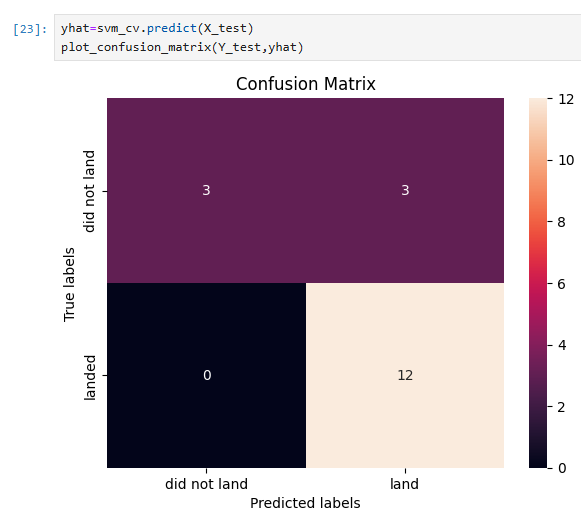 [23]: yhat=svm_cv.predict(X_test)
plot_confusion_matrix(Y_test,yhat)
Confusion Matrix
12
10
8
6
4
2
0
True labels
did not land
3 3
landed
0 12
did not land land
Predicted labels